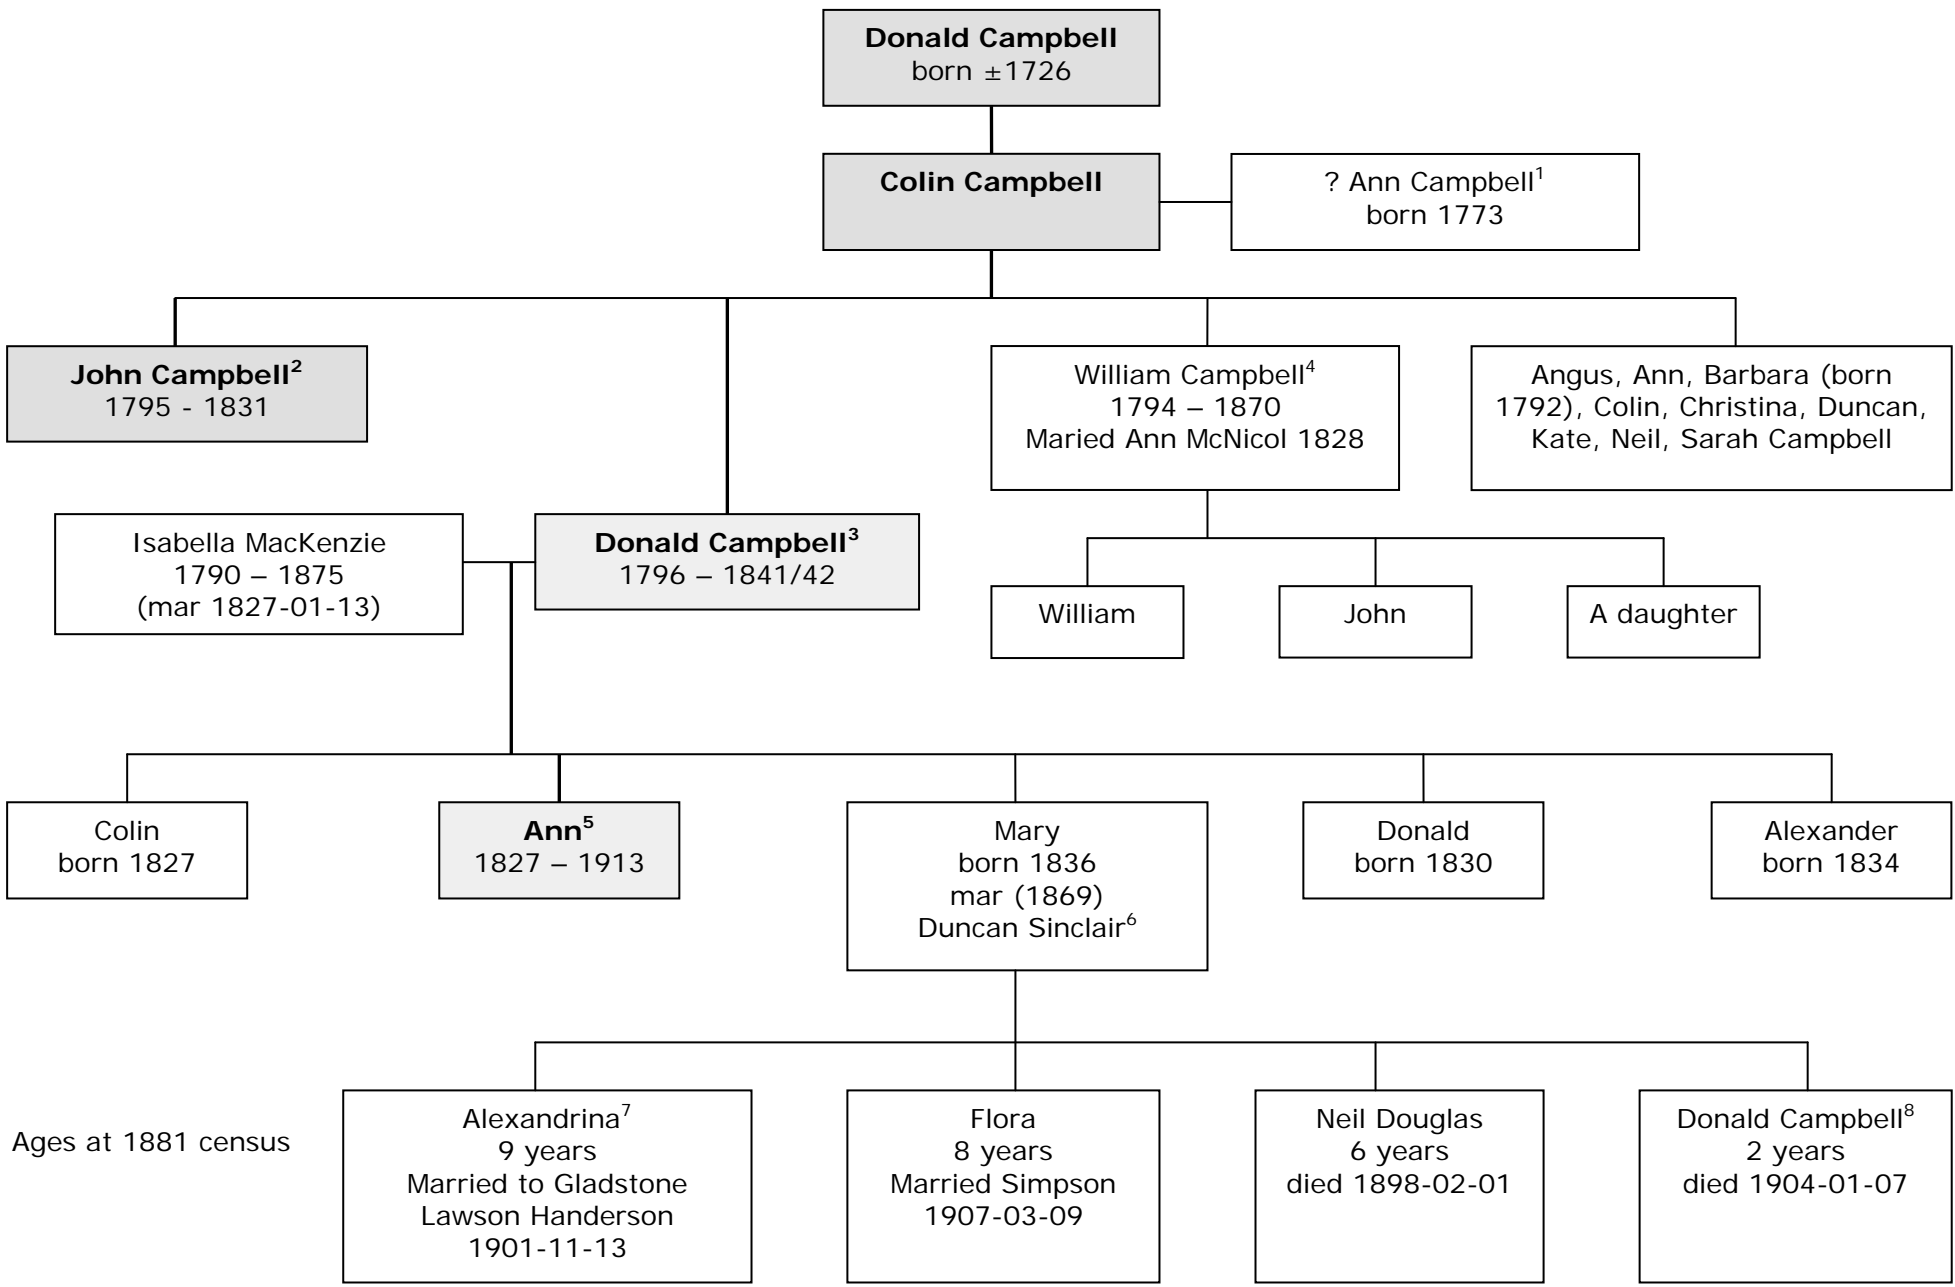 Donald Campbell
born ±1726
Colin Campbell
? Ann Campbell¹
born 1773
John Campbell²
1795 - 1831
William Campbell⁴
1794 – 1870
Maried Ann McNicol 1828
Angus, Ann, Barbara (born
1792), Colin, Christina, Duncan,
Kate, Neil, Sarah Campbell
Isabella MacKenzie
1790 – 1875
(mar 1827-01-13)
Donald Campbell³
1796 – 1841/42
William
John
A daughter
Colin
born 1827
Ann⁵
1827 – 1913
Mary
born 1836
mar (1869)
Duncan Sinclair⁶
Donald
born 1830
Alexander
born 1834
Ages at 1881 census
Alexandrina⁷
9 years
Married to Gladstone
Lawson Handerson
1901-11-13
Flora
8 years
Married Simpson
1907-03-09
Neil Douglas
6 years
died 1898-02-01
Donald Campbell⁸
2 years
died 1904-01-07